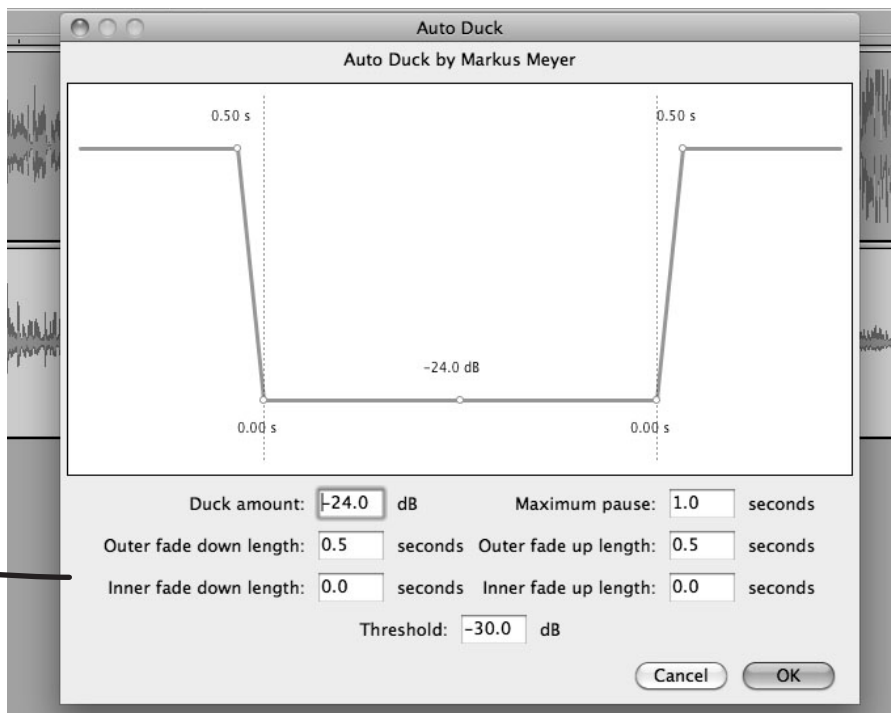 Auto Duck
Auto Duck by Markus Meyer
0.50 s 0.50 s
-24.0 dB
0.00 s 0.00 s
Duck amount: -24.0 dB Maximum pause: 1.0 seconds
Outer fade down length: 0.5 seconds Outer fade up length: 0.5 seconds
Inner fade down length: 0.0 seconds Inner fade up length: 0.0 seconds
Threshold: -30.0 dB
Cancel OK